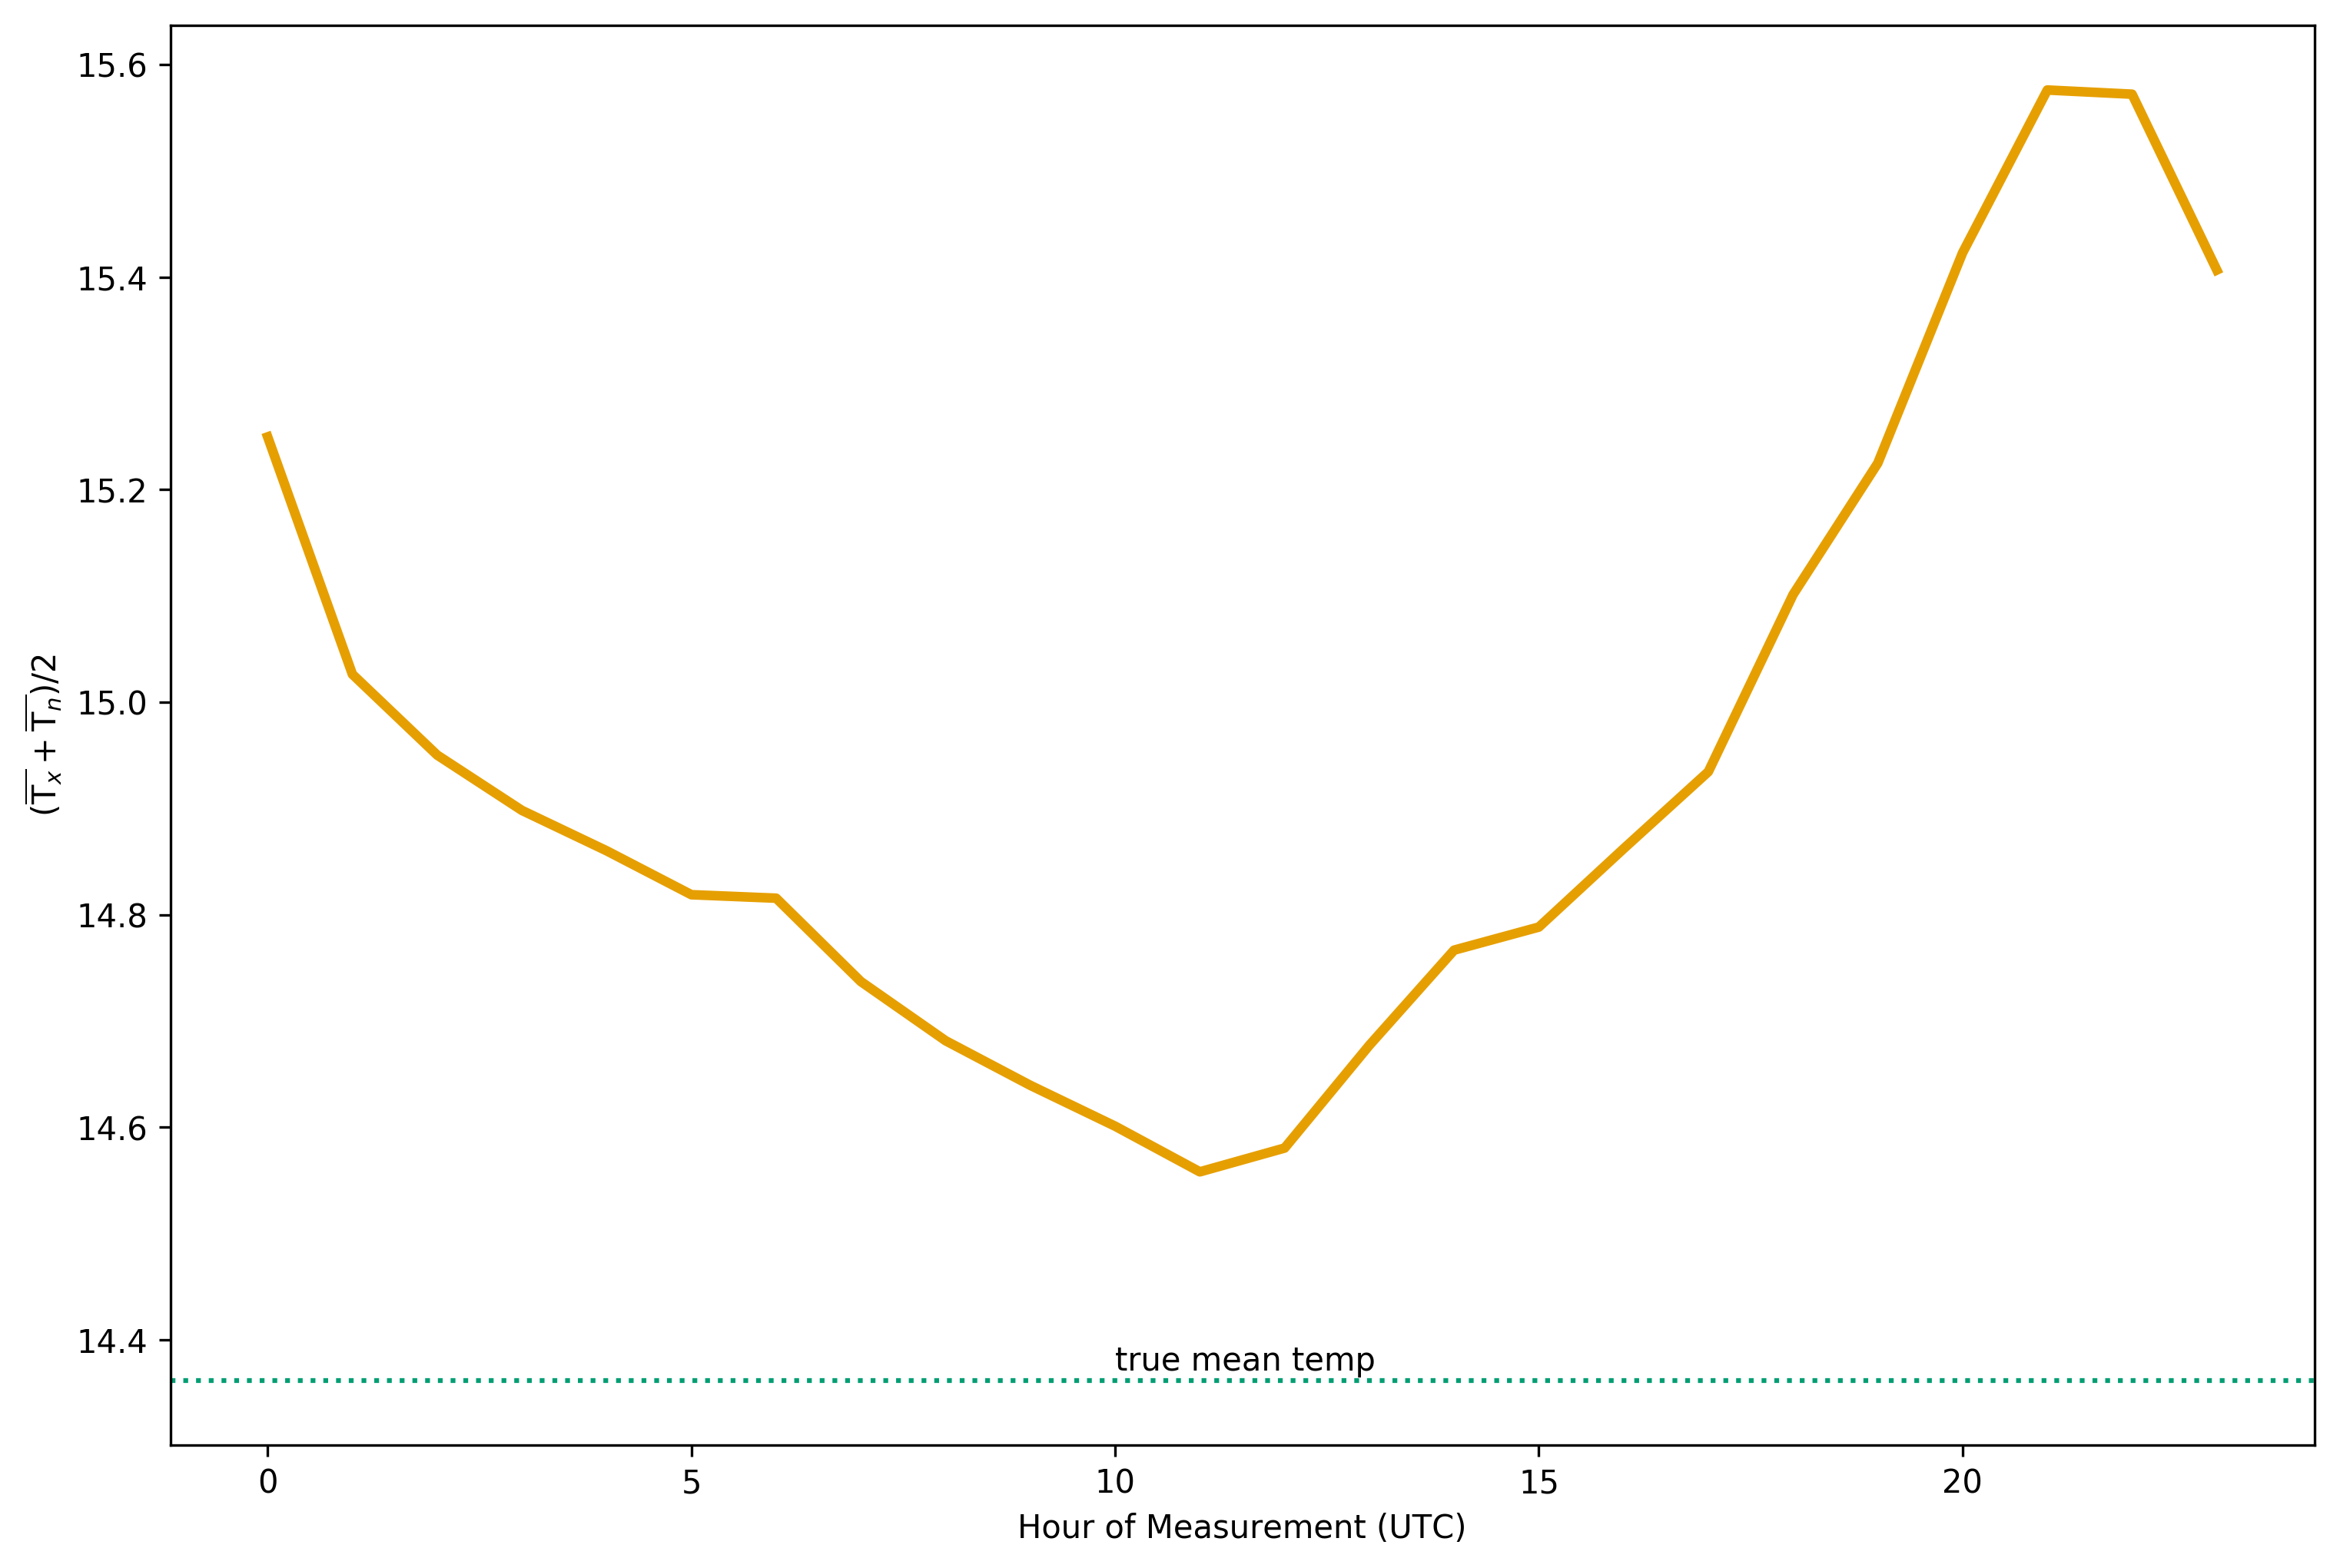 15.6
15.4
15.2
15.0
14.8
14.6
14.4
(T̅ₓ + T̅ₙ)/2
true mean temp
0 5 10 15 20
Hour of Measurement (UTC)